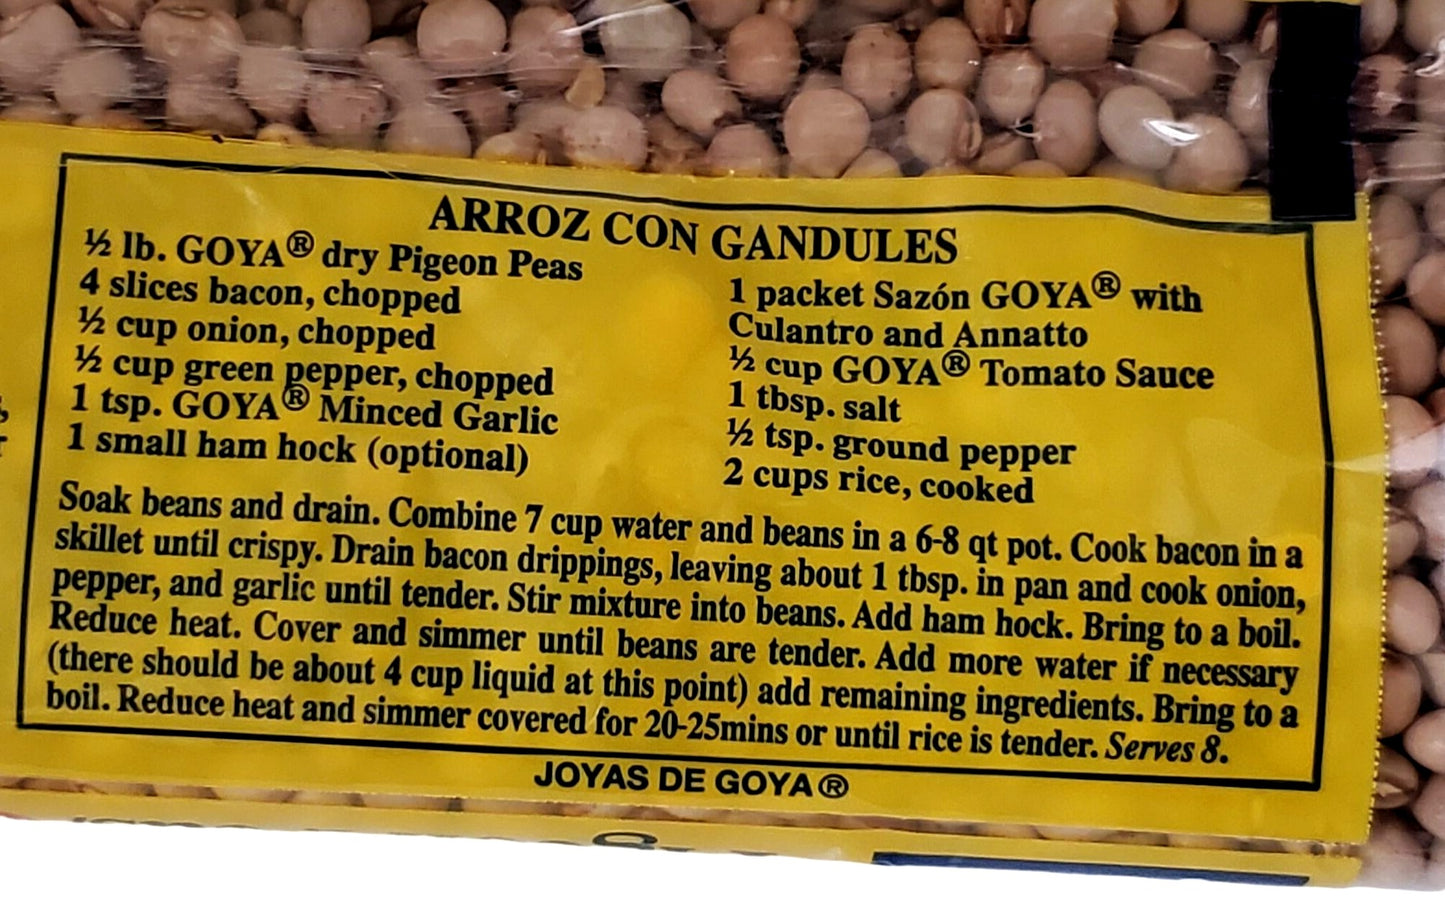 ARROZ CON GANDULES
½ lb. GOYA® dry Pigeon Peas
4 slices bacon, chopped
½ cup onion, chopped
½ cup green pepper, chopped
1 tsp. GOYA® Minced Garlic
1 small ham hock (optional)
1 packet Sazón GOYA® with
Culantro and Annatto
½ cup GOYA® Tomato Sauce
1 tbsp. salt
½ tsp. ground pepper
2 cups rice, cooked
Soak beans and drain. Combine 7 cup water and beans in a 6-8 qt pot. Cook bacon in a
skillet until crispy. Drain bacon drippings, leaving about 1 tbsp. in pan and cook onion,
pepper, and garlic until tender. Stir mixture into beans. Add ham hock. Bring to a boil.
Reduce heat. Cover and simmer until beans are tender. Add more water if necessary
(there should be about 4 cup liquid at this point) add remaining ingredients. Bring to a
boil. Reduce heat and simmer covered for 20-25mins or until rice is tender. Serves 8.
JOYAS DE GOYA®